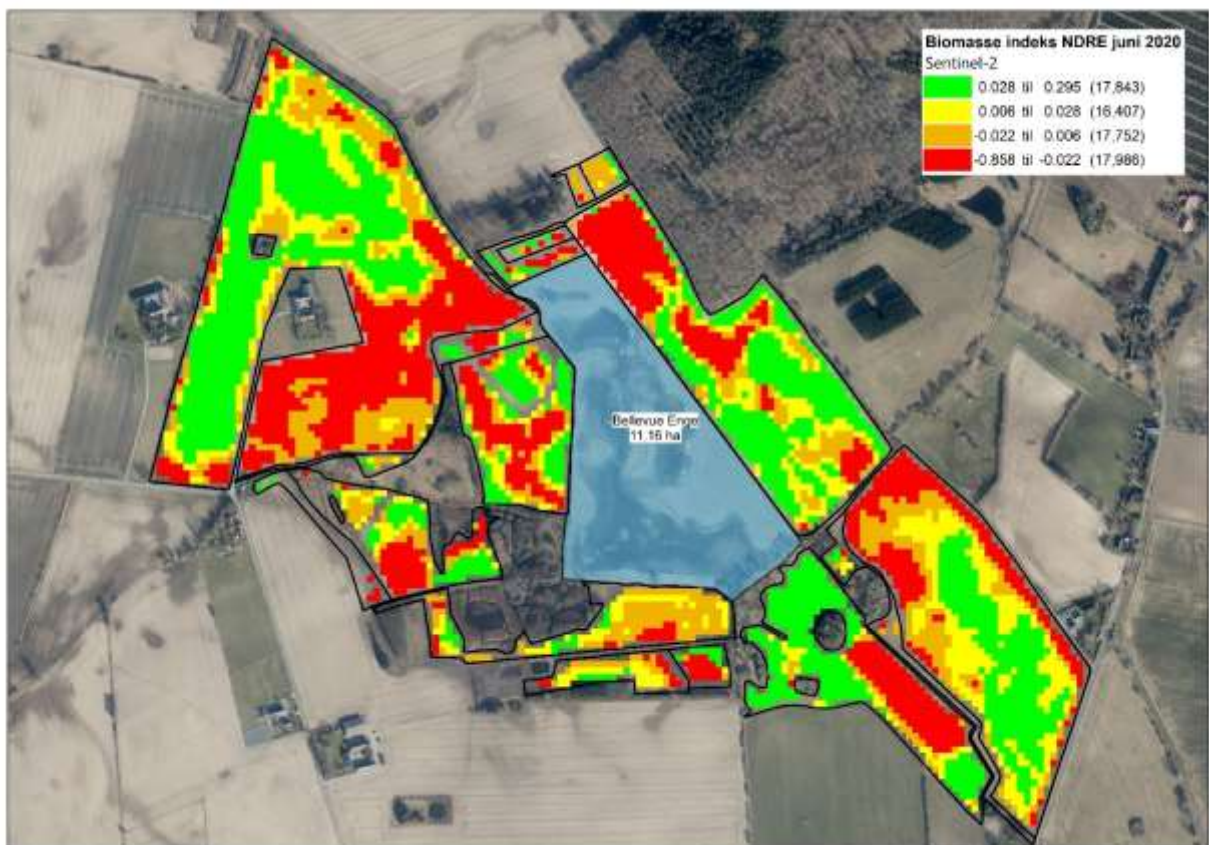 Biomasse indeks NDRE juni 2020
Sentinel-2
0.028 til 0.295 (17,843)
0.006 til 0.028 (16,407)
-0.022 til 0.006 (17,752)
-0.858 til -0.022 (17,986)
Bellevue Enge
11.16 ha